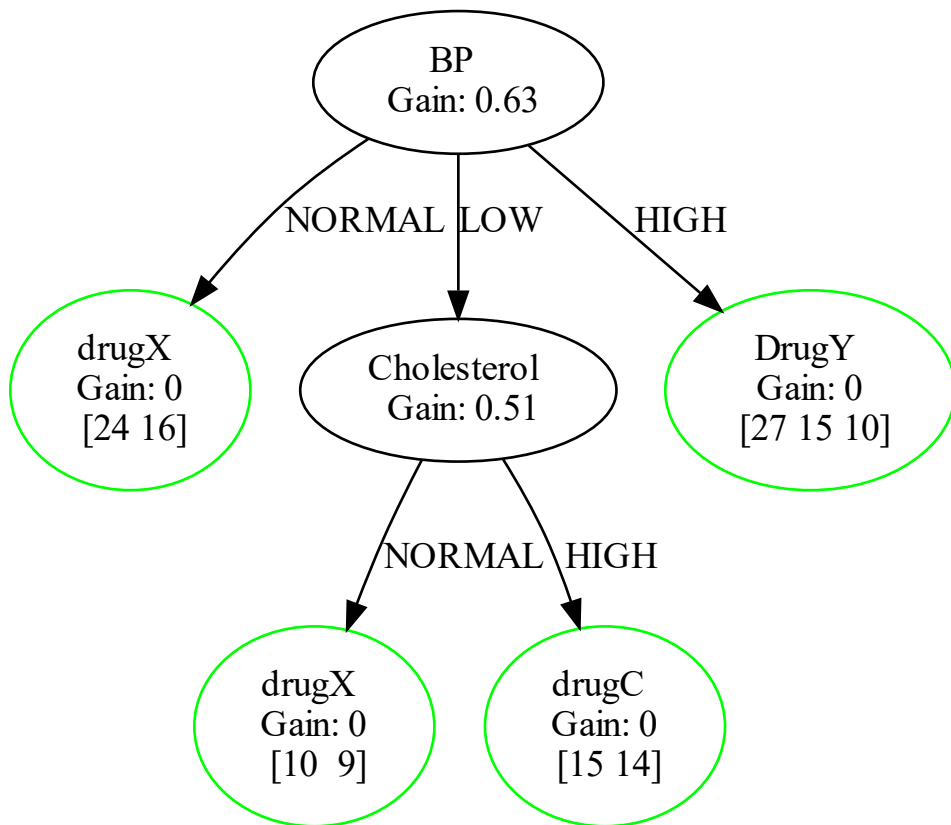 BP
Gain: 0.63
NORMAL
LOW
HIGH
drugX
Gain: 0
[24 16]
Cholesterol
Gain: 0.51
DrugY
Gain: 0
[27 15 10]
NORMAL
HIGH
drugX
Gain: 0
[10  9]
drugC
Gain: 0
[15 14]